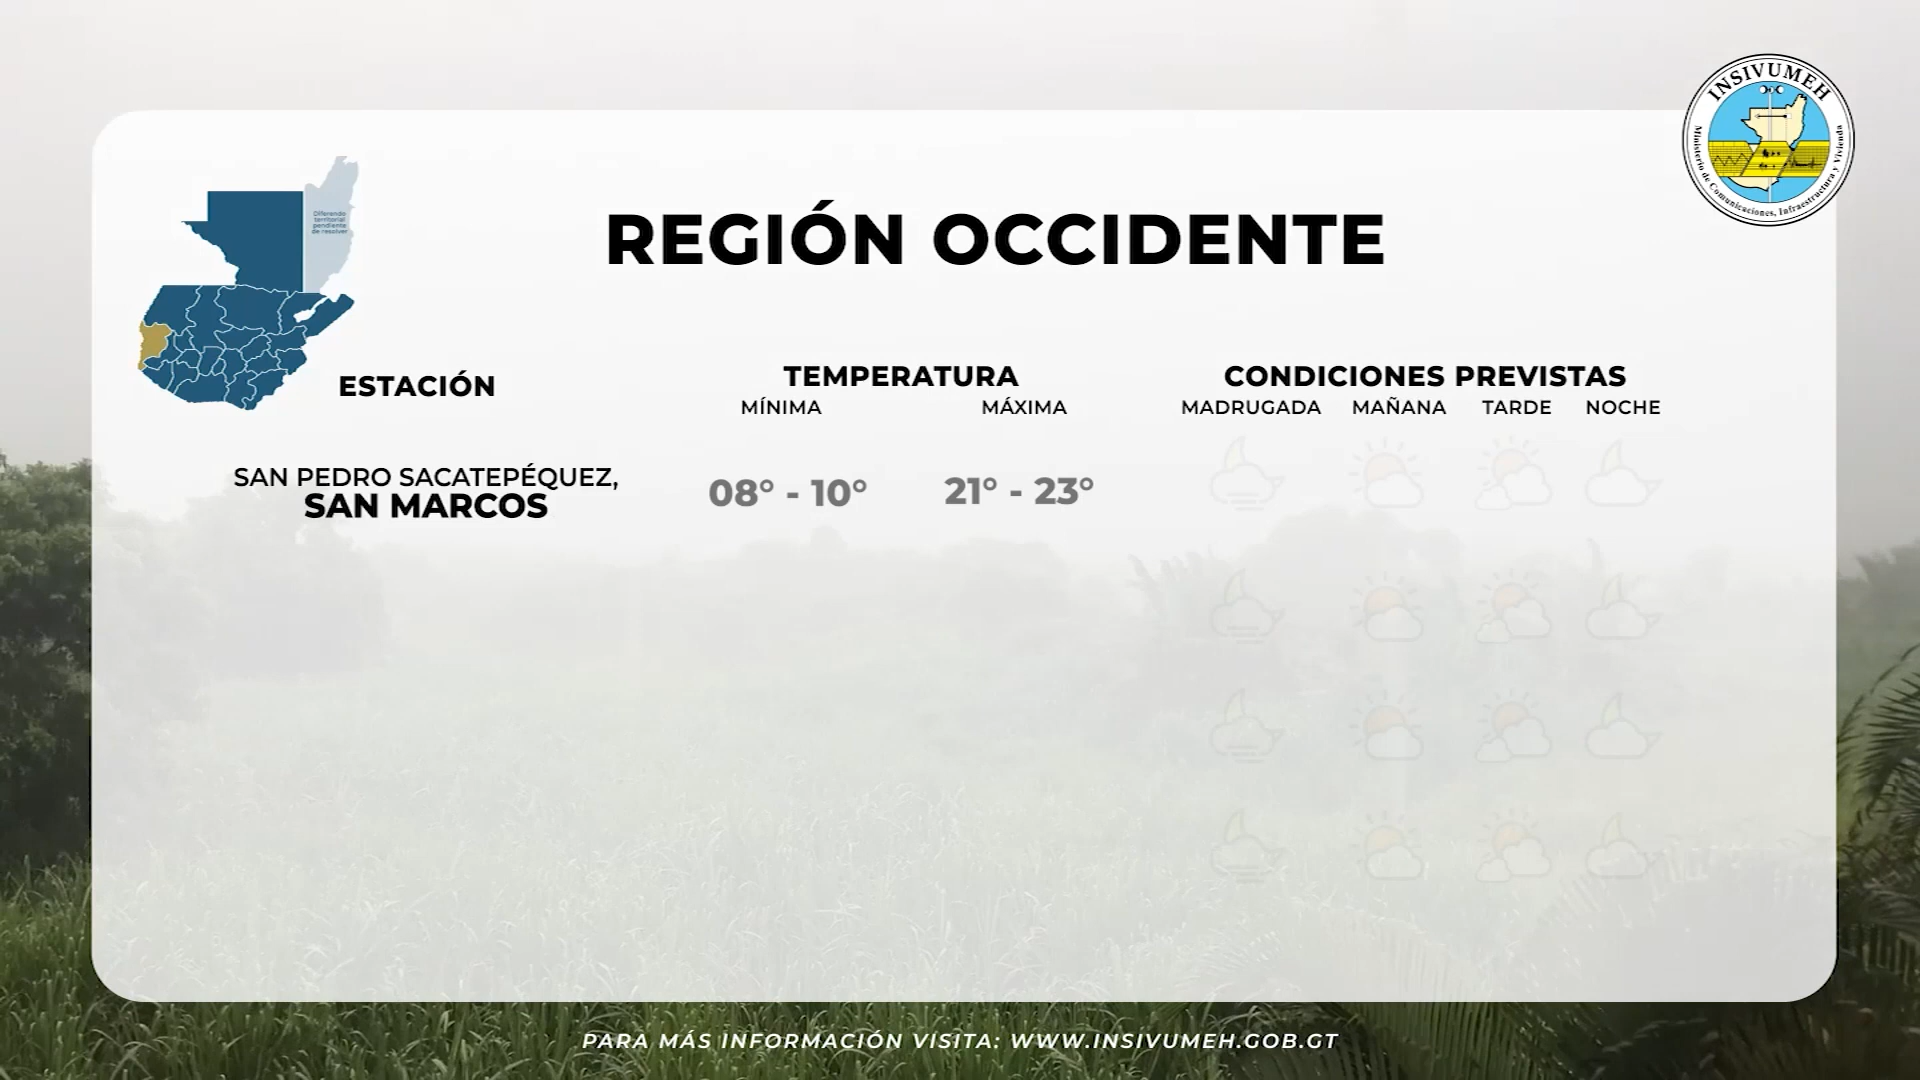 INSIVUMEH
Ministerio de Comunicaciones, Infraestructura y Vivienda
Diferendo
territorial
pendiente
de resolver
REGIÓN OCCIDENTE
ESTACIÓN
TEMPERATURA
CONDICIONES PREVISTAS
MÍNIMA
MÁXIMA
MADRUGADA
MAÑANA
TARDE
NOCHE
SAN PEDRO SACATEPÉQUEZ,
SAN MARCOS
08° - 10°
21° - 23°
PARA MÁS INFORMACIÓN VISITA: WWW.INSIVUMEH.GOB.GT